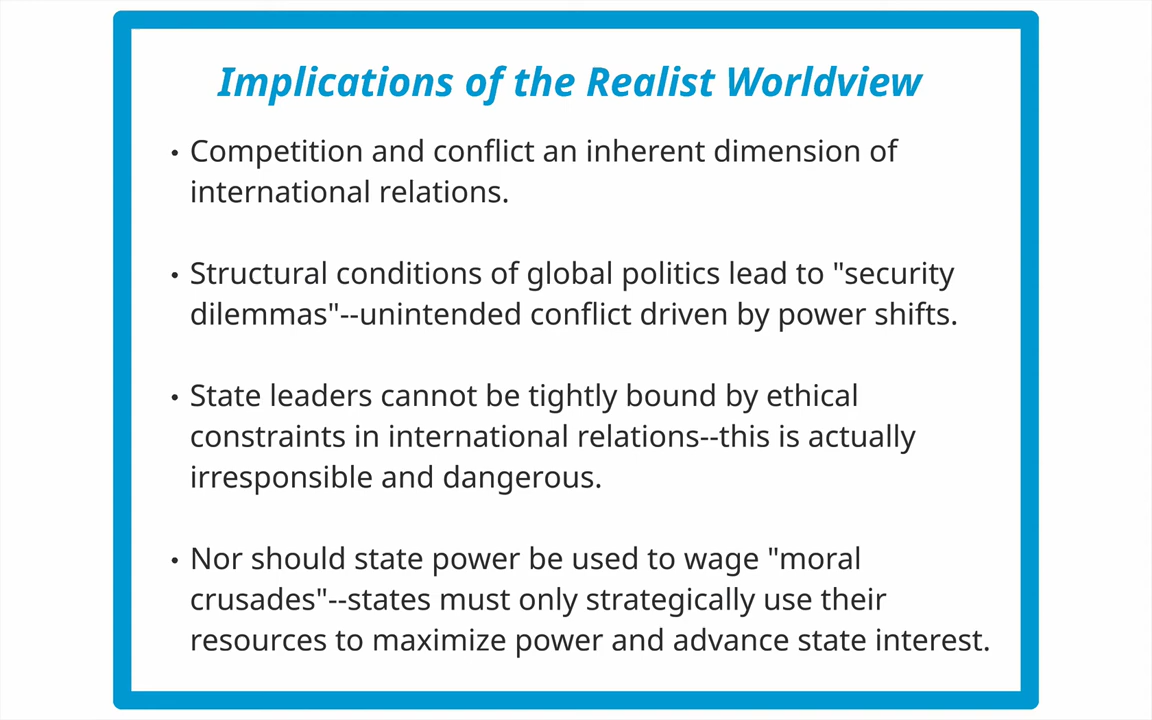 Implications of the Realist Worldview
• Competition and conflict an inherent dimension of
international relations.
• Structural conditions of global politics lead to "security
dilemmas"--unintended conflict driven by power shifts.
• State leaders cannot be tightly bound by ethical
constraints in international relations--this is actually
irresponsible and dangerous.
• Nor should state power be used to wage "moral
crusades"--states must only strategically use their
resources to maximize power and advance state interest.